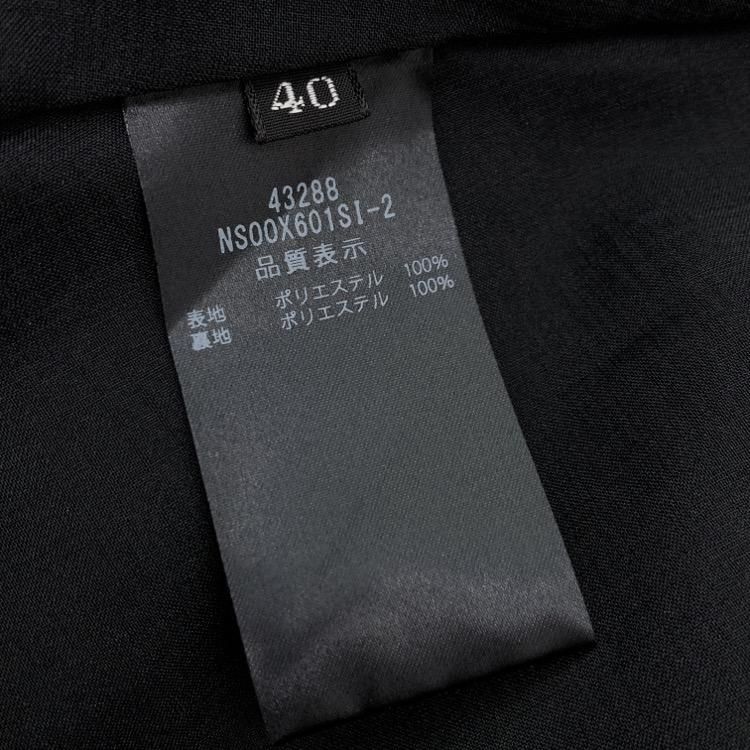 40
43288
NS00X601SI-2
品質表示
表地 ポリエステル 100%
裏地 ポリエステル 100%